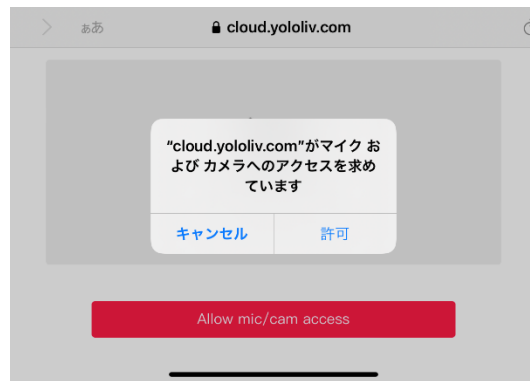 ぁあ cloud.yololiv.com
"cloud.yololiv.com"がマイク お
よび カメラへのアクセスを求め
ています
キャンセル 許可
Allow mic/cam access